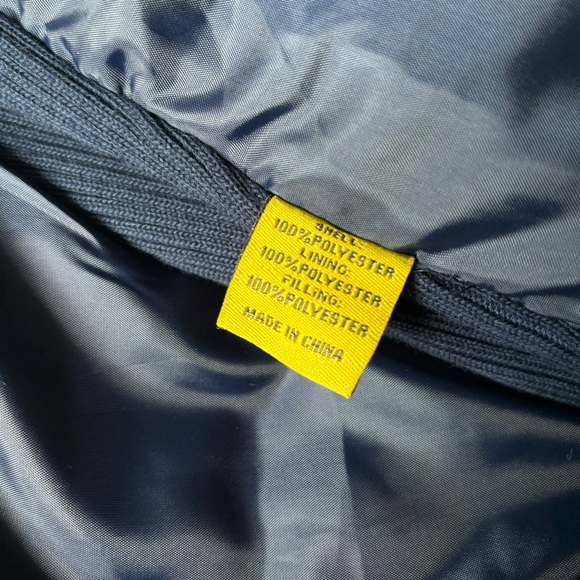 SHELL:
100%POLYESTER
LINING:
100%POLYESTER
FILLING:
100%POLYESTER
MADE IN CHINA